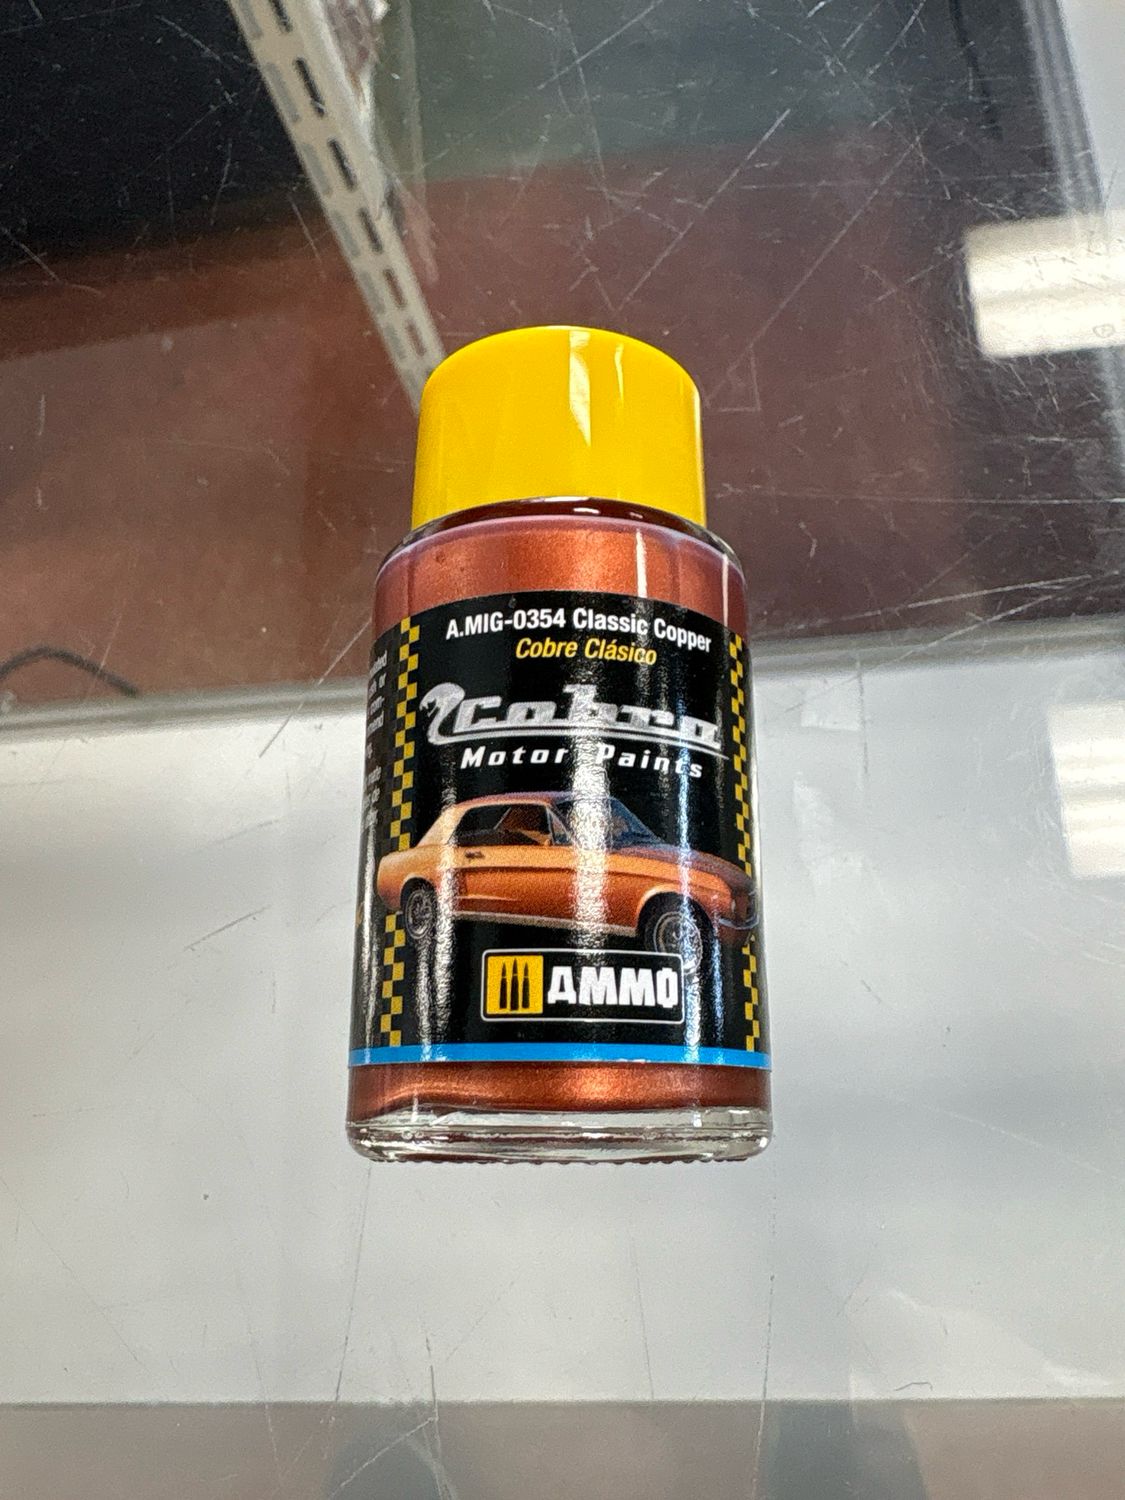 A.MIG-0354 Classic Copper
Cobre Clásico
Cobra
Motor Paints
AMMO